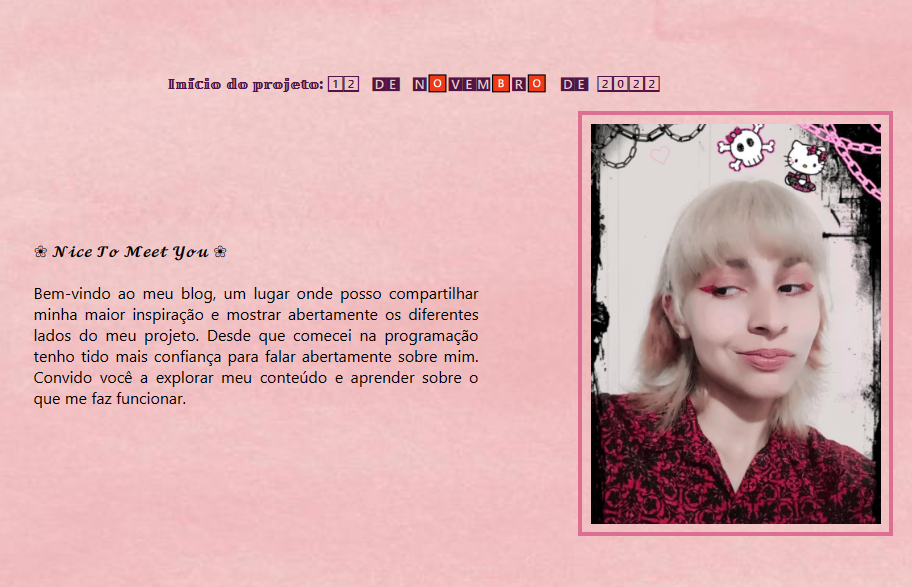 Início do projeto: 12 DE NOVEMBRO DE 2022
❀ Nice To Meet You ❀
Bem-vindo ao meu blog, um lugar onde posso compartilhar
minha maior inspiração e mostrar abertamente os diferentes
lados do meu projeto. Desde que comecei na programação
tenho tido mais confiança para falar abertamente sobre mim.
Convido você a explorar meu conteúdo e aprender sobre o
que me faz funcionar.